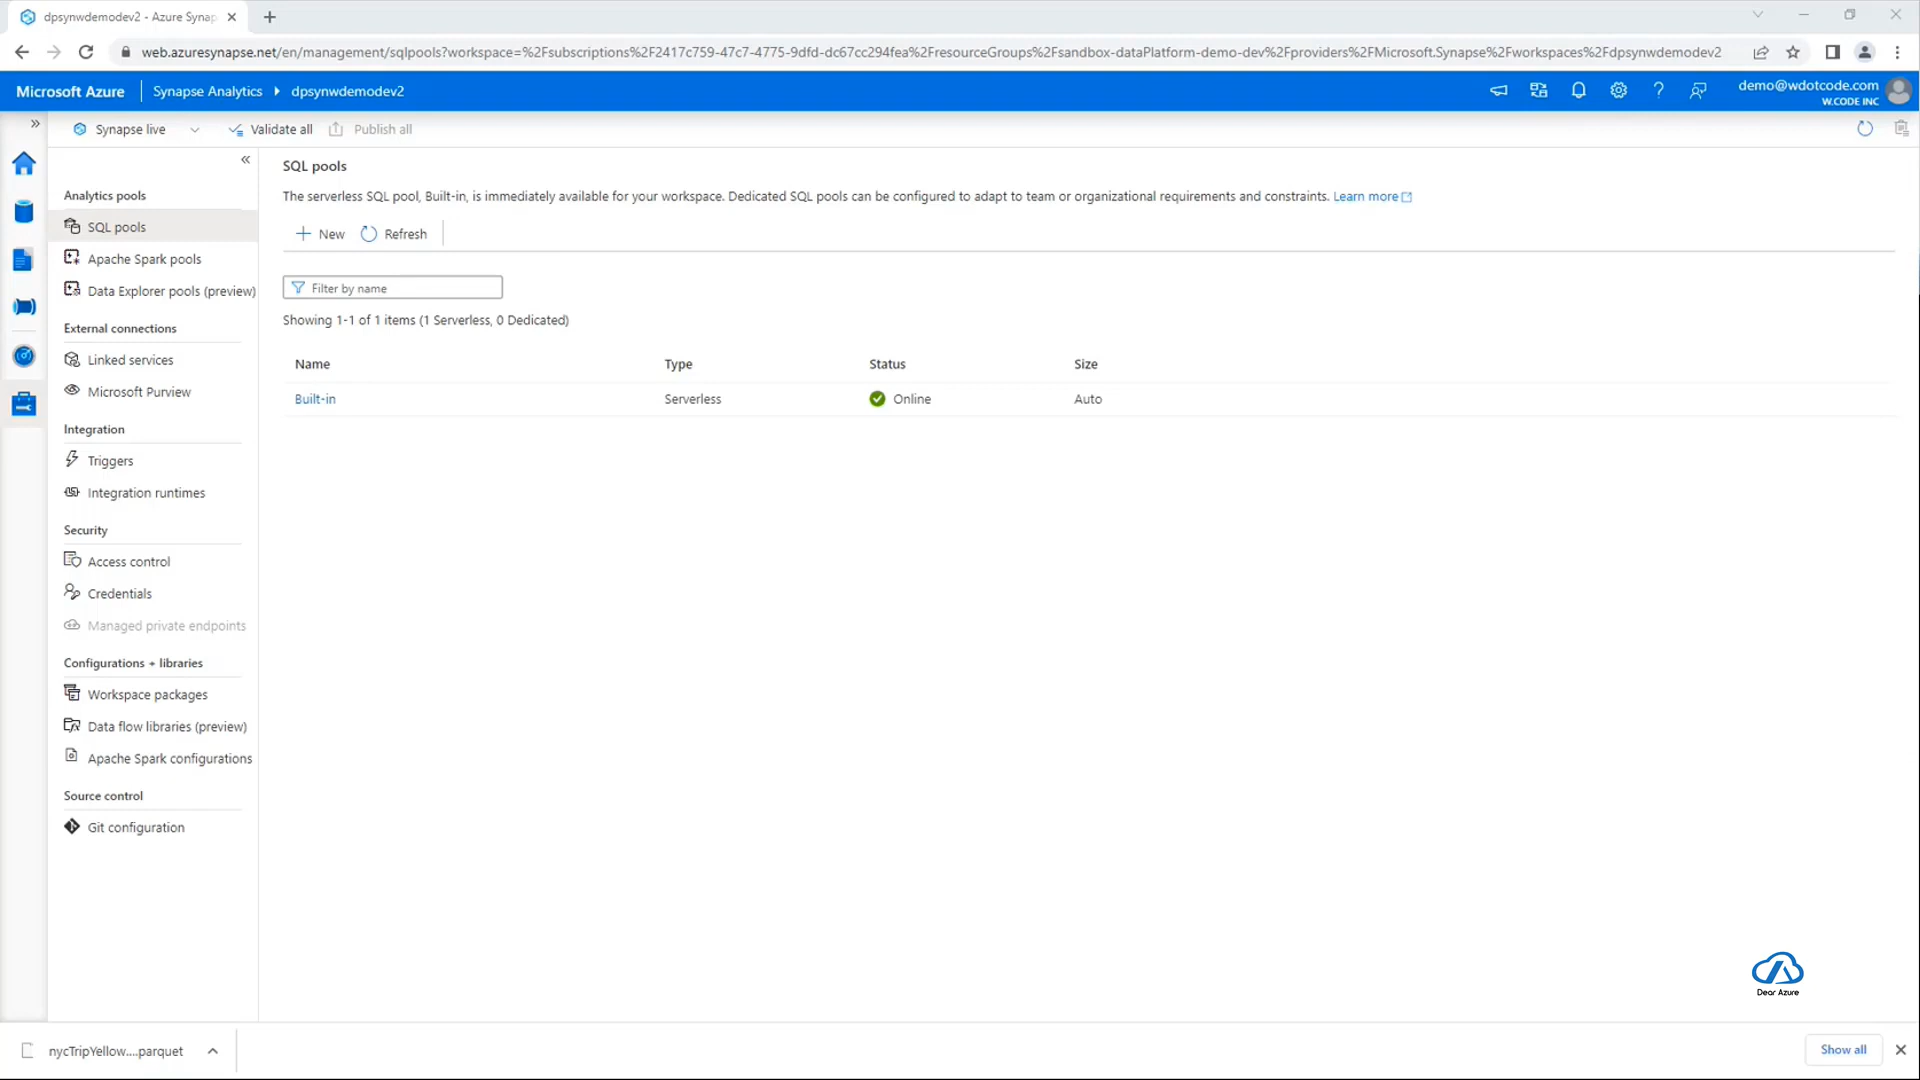 dpsynwdemodev2 - Azure Synap
web.azuresynapse.net/en/management/sqlpools?workspace=%2Fsubscriptions%2F2417c759-47c7-4775-9dfd-dc67cc294fea%2FresourceGroups%2Fsandbox-dataPlatform-demo-dev%2Fproviders%2FMicrosoft.Synapse%2Fworkspaces%2Fdpsynwdemodev2
Microsoft Azure Synapse Analytics dpsynwdemodev2 demo@wdotcode.com
W.CODE INC
Synapse live Validate all Publish all
Analytics pools
SQL pools
Apache Spark pools
Data Explorer pools (preview)
External connections
Linked services
Microsoft Purview
Integration
Triggers
Integration runtimes
Security
Access control
Credentials
Managed private endpoints
Configurations + libraries
Workspace packages
Data flow libraries (preview)
Apache Spark configurations
Source control
Git configuration
SQL pools
The serverless SQL pool, Built-in, is immediately available for your workspace. Dedicated SQL pools can be configured to adapt to team or organizational requirements and constraints. Learn more
New Refresh
Filter by name
Showing 1-1 of 1 items (1 Serverless, 0 Dedicated)
Name Type Status Size
Built-in Serverless Online Auto
Dear Azure
nycTripYellow....parquet Show all